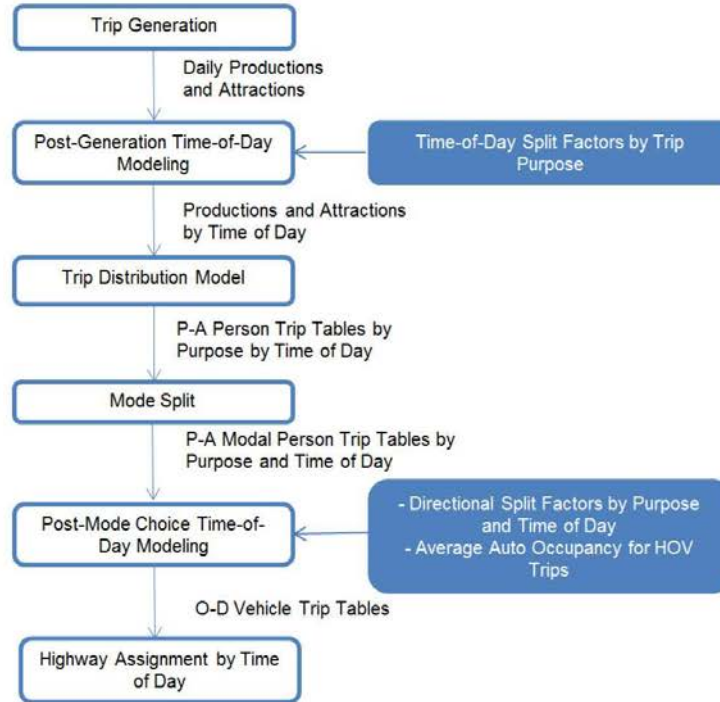 Trip Generation
Daily Productions
and Attractions
Post-Generation Time-of-Day
Modeling
Time-of-Day Split Factors by Trip
Purpose
Productions and Attractions
by Time of Day
Trip Distribution Model
P-A Person Trip Tables by
Purpose by Time of Day
Mode Split
P-A Modal Person Trip Tables by
Purpose and Time of Day
Post-Mode Choice Time-of-
Day Modeling
- Directional Split Factors by Purpose
and Time of Day
- Average Auto Occupancy for HOV
Trips
O-D Vehicle Trip Tables
Highway Assignment by Time
of Day